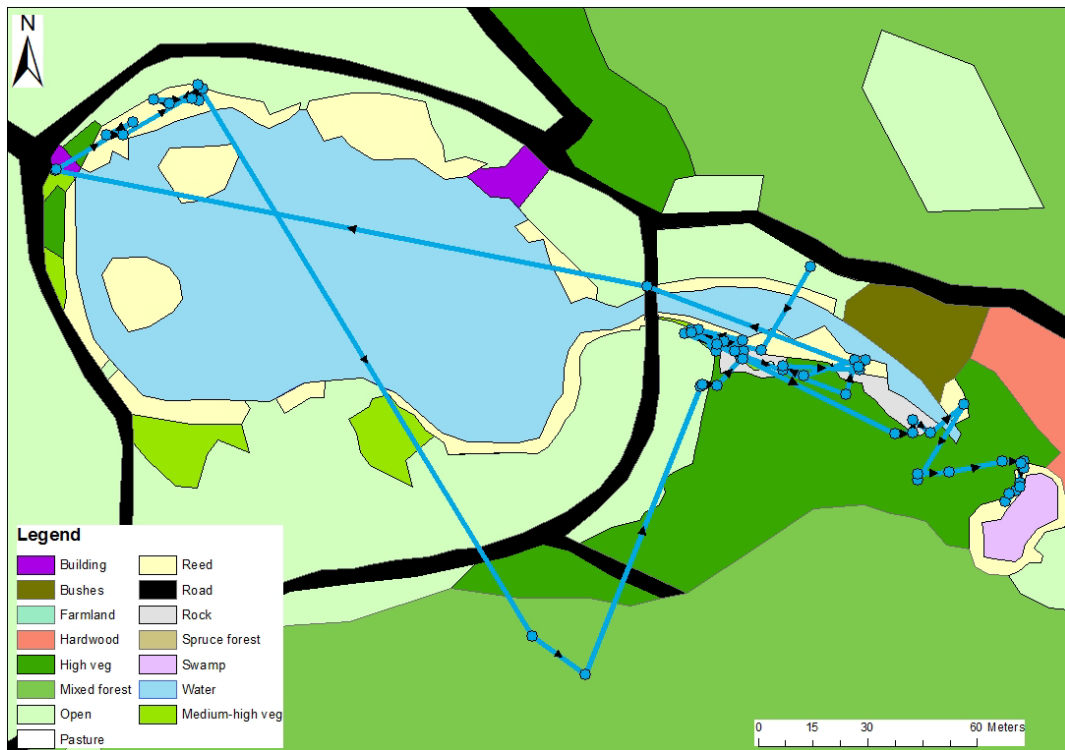 N
Legend
Building
Bushes
Farmland
Hardwood
High veg
Mixed forest
Open
Pasture
Reed
Road
Rock
Spruce forest
Swamp
Water
Medium-high veg
0 15 30 60 Meters